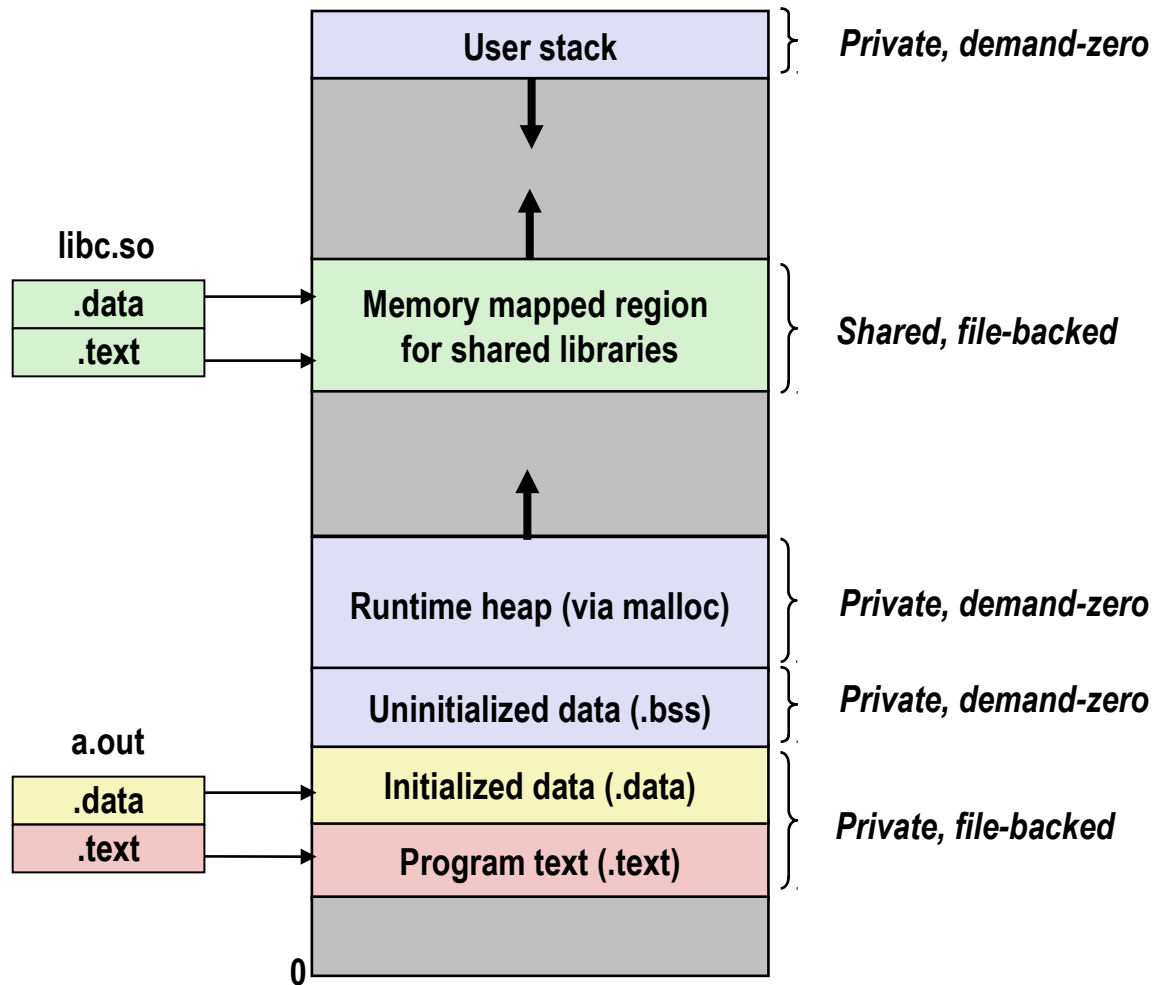 User stack
Private, demand-zero
libc.so
.data
.text
Memory mapped region
for shared libraries
Shared, file-backed
Runtime heap (via malloc)
Private, demand-zero
Uninitialized data (.bss)
Private, demand-zero
a.out
.data
.text
Initialized data (.data)
Program text (.text)
Private, file-backed
0